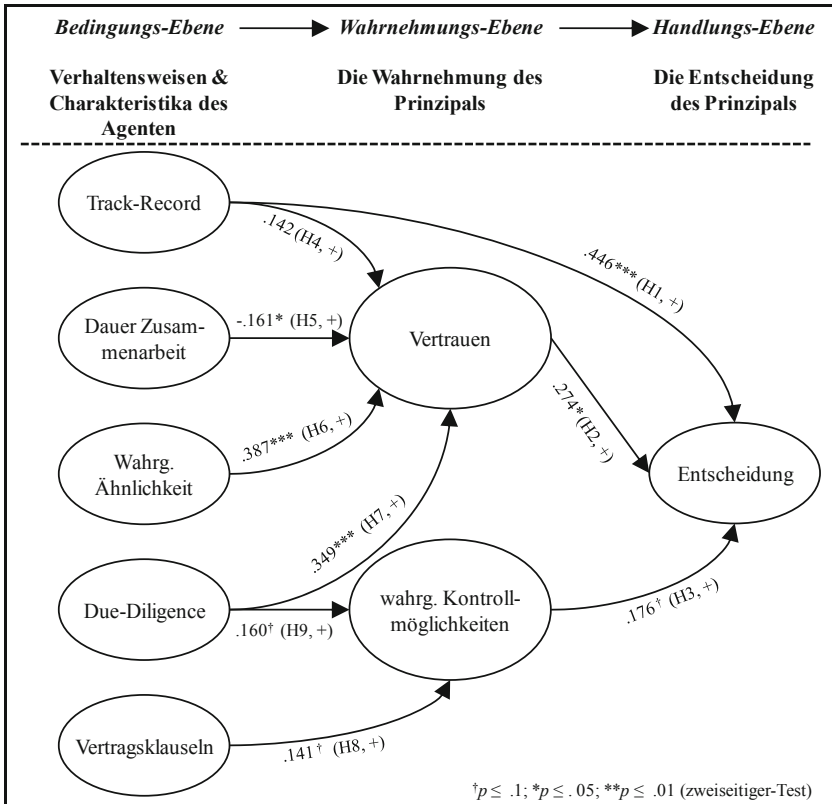 Bedingungs-Ebene Wahrnehmungs-Ebene Handlungs-Ebene
Verhaltensweisen &
Charakteristika des
Agenten
Die Wahrnehmung des
Prinzipals
Die Entscheidung
des Prinzipals
Track-Record
.142 (H4, +)
.446*** (H1, +)
Dauer Zusam-
menarbeit
-.161* (H5, +)
Vertrauen
.274* (H2, +)
Wahrg.
Ähnlichkeit
.387*** (H6, +)
Entscheidung
.349*** (H7, +)
Due-Diligence
.160† (H9, +)
wahrg. Kontroll-
möglichkeiten
.176† (H3, +)
Vertragsklauseln
.141† (H8, +)
†p ≤ .1; *p ≤ . 05; **p ≤ .01 (zweiseitiger-Test)